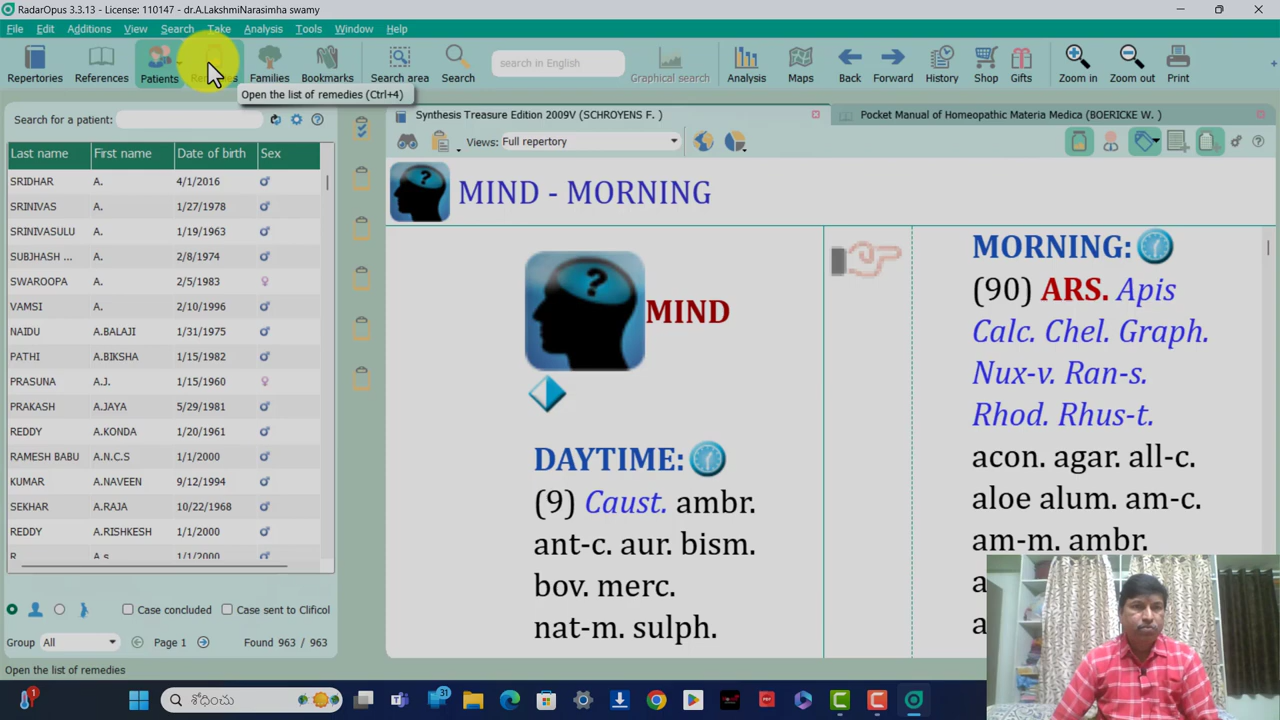 RadarOpus 3.3.13 - License: 110147 - dr.A.LakshmiNarasimha swamy
File Edit Additions View Search Take Analysis Tools Window Help
Repertories References Patients Remedies Families Bookmarks Search area Search search in English Graphical search Analysis Maps Back Forward History Shop Gifts Zoom in Zoom out Print
Open the list of remedies (Ctrl+4)
Search for a patient:
Last name First name Date of birth Sex
SRIDHAR A. 4/1/2016
SRINIVAS A. 1/27/1978
SRINIVASULU A. 1/19/1963
SUBJHASH ... A. 2/8/1974
SWAROOPA A. 2/5/1983
VAMSI A. 2/10/1996
NAIDU A.BALAJI 1/31/1975
PATHI A.BIKSHA 1/15/1982
PRASUNA A.J. 1/15/1960
PRAKASH A.JAYA 5/29/1981
REDDY A.KONDA 1/20/1961
RAMESH BABU A.N.C.S 1/1/2000
KUMAR A.NAVEEN 9/12/1994
SEKHAR A.RAJA 10/22/1968
REDDY A.RISHKESH 1/1/2000
R A.s 1/1/2000
Case concluded Case sent to Clificol
Group All Page 1 Found 963 / 963
Open the list of remedies
Synthesis Treasure Edition 2009V (SCHROYENS F. )
Pocket Manual of Homeopathic Materia Medica (BOERICKE W. )
Views: Full repertory
MIND - MORNING
MIND
DAYTIME:
(9) Caust. ambr.
ant-c. aur. bism.
bov. merc.
nat-m. sulph.
MORNING:
(90) ARS. Apis
Calc. Chel. Graph.
Nux-v. Ran-s.
Rhod. Rhus-t.
acon. agar. all-c.
aloe alum. am-c.
am-m. ambr.
a
a
1
శోధించు
31